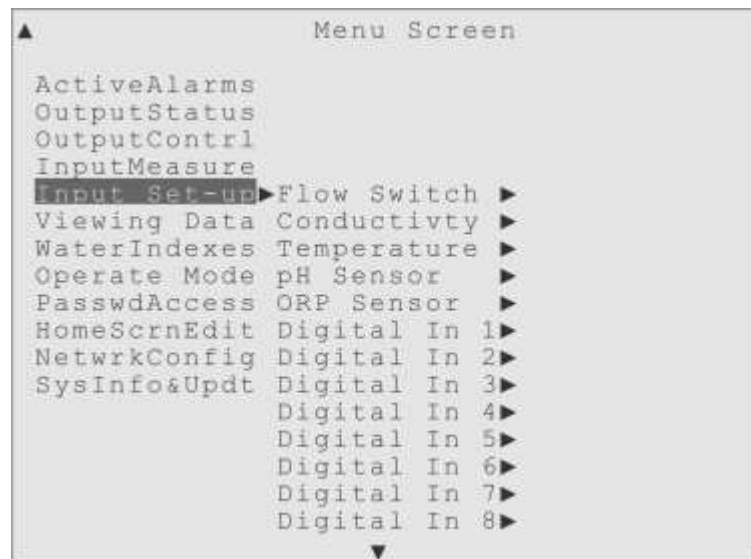 ▲ Menu Screen
ActiveAlarms
OutputStatus
OutputContrl
InputMeasure
Input Set-up▶Flow Switch ▶
Viewing Data Conductivty ▶
WaterIndexes Temperature ▶
Operate Mode pH Sensor ▶
PasswdAccess ORP Sensor ▶
HomeScrnEdit Digital In 1▶
NetwrkConfig Digital In 2▶
SysInfo&Updt Digital In 3▶
Digital In 4▶
Digital In 5▶
Digital In 6▶
Digital In 7▶
Digital In 8▶
▼